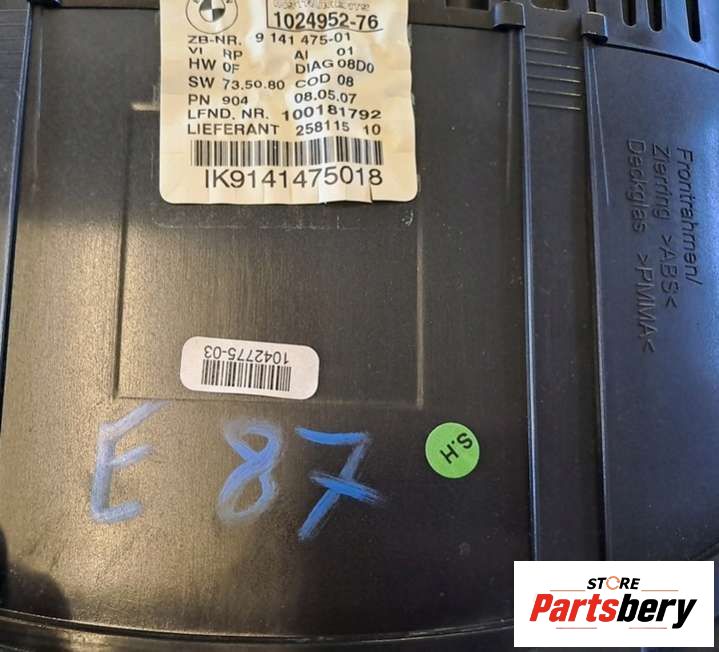 BMW
1024952-76
ZB-NR. 9 141 475-01
VI RP AI 01
HW 0F DIAG 08D0
SW 73.50.80 COD 08
PN 904 08.05.07
LFND. NR. 100181792
LIEFERANT 258115 10
IK9141475018
Frontrahmen/
Zierring >ABS<
Deckglas >PMMA<
1042775-03
E 87
S.H
STORE
Partsbery